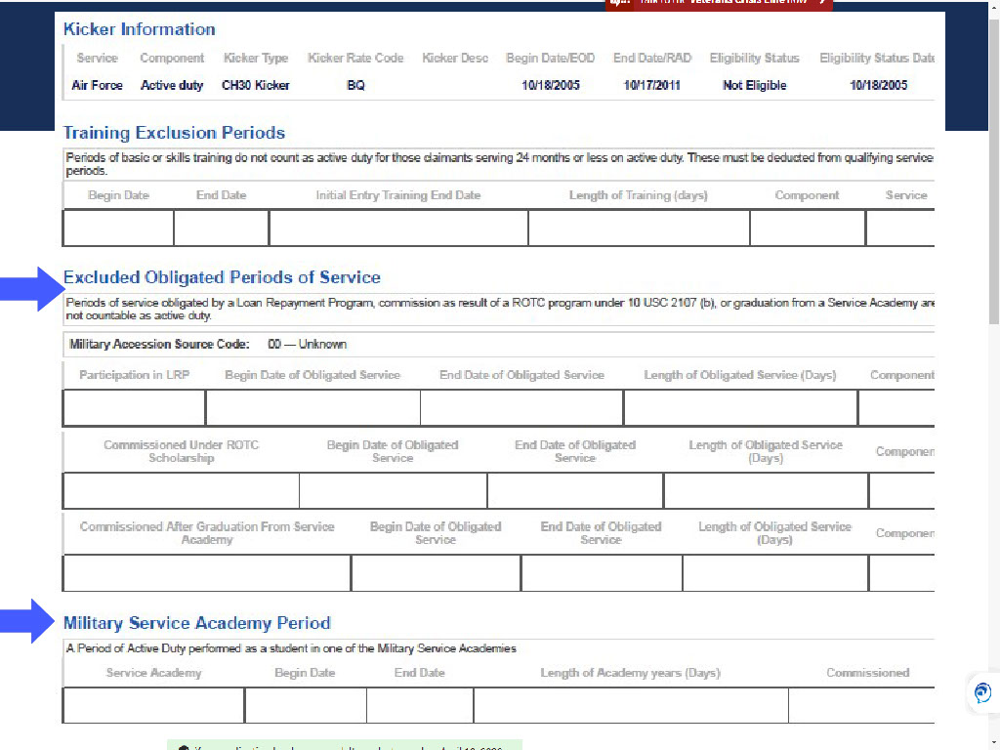 Veterans Crisis Line now
Kicker Information
Service Component Kicker Type Kicker Rate Code Kicker Desc Begin Date/EOD End Date/RAD Eligibility Status Eligibility Status Date
Air Force Active duty CH30 Kicker BQ 10/18/2005 10/17/2011 Not Eligible 10/18/2005
Training Exclusion Periods
Periods of basic or skills training do not count as active duty for those claimants serving 24 months or less on active duty. These must be deducted from qualifying service
periods.
Begin Date End Date Initial Entry Training End Date Length of Training (days) Component Service
Excluded Obligated Periods of Service
Periods of service obligated by a Loan Repayment Program, commission as result of a ROTC program under 10 USC 2107 (b), or graduation from a Service Academy are
not countable as active duty.
Military Accession Source Code: 00 — Unknown
Participation in LRP Begin Date of Obligated Service End Date of Obligated Service Length of Obligated Service (Days) Component
Commissioned Under ROTC Begin Date of Obligated End Date of Obligated Length of Obligated Service Componen
Scholarship Service Service (Days)
Commissioned After Graduation From Service Begin Date of Obligated End Date of Obligated Length of Obligated Service Componen
Academy Service Service (Days)
Military Service Academy Period
A Period of Active Duty performed as a student in one of the Military Service Academies
Service Academy Begin Date End Date Length of Academy years (Days) Commissioned